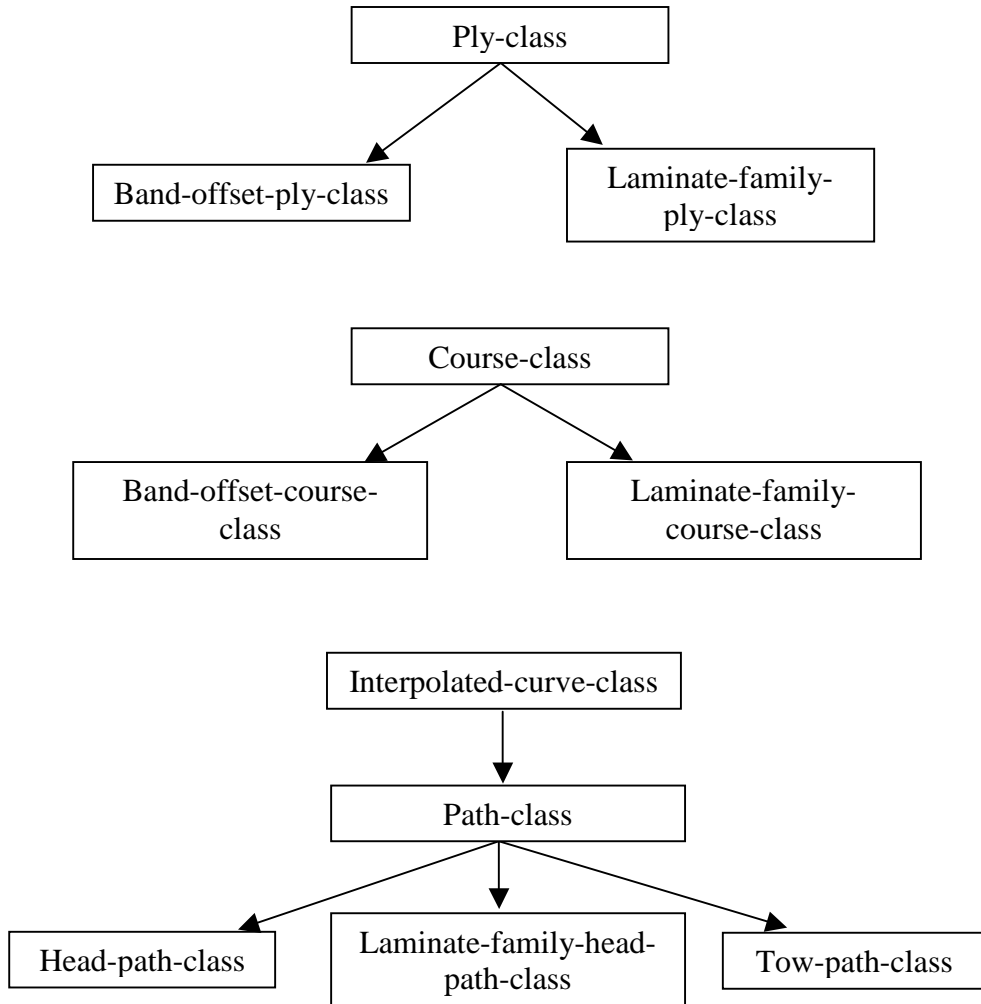 Ply-class
Band-offset-ply-class
Laminate-family-
ply-class
Course-class
Band-offset-course-
class
Laminate-family-
course-class
Interpolated-curve-class
Path-class
Head-path-class
Laminate-family-head-
path-class
Tow-path-class